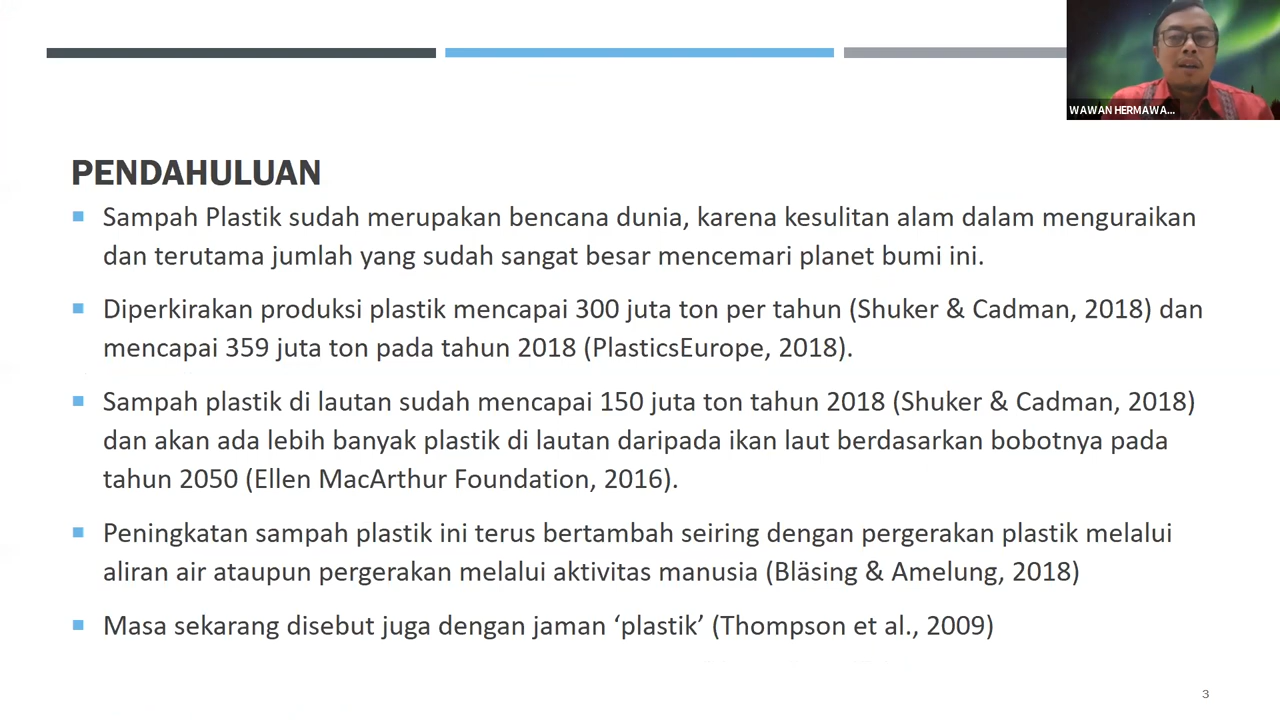 WAWAN HERMAWA...
PENDAHULUAN
Sampah Plastik sudah merupakan bencana dunia, karena kesulitan alam dalam menguraikan
dan terutama jumlah yang sudah sangat besar mencemari planet bumi ini.
Diperkirakan produksi plastik mencapai 300 juta ton per tahun (Shuker & Cadman, 2018) dan
mencapai 359 juta ton pada tahun 2018 (PlasticsEurope, 2018).
Sampah plastik di lautan sudah mencapai 150 juta ton tahun 2018 (Shuker & Cadman, 2018)
dan akan ada lebih banyak plastik di lautan daripada ikan laut berdasarkan bobotnya pada
tahun 2050 (Ellen MacArthur Foundation, 2016).
Peningkatan sampah plastik ini terus bertambah seiring dengan pergerakan plastik melalui
aliran air ataupun pergerakan melalui aktivitas manusia (Bläsing & Amelung, 2018)
Masa sekarang disebut juga dengan jaman ‘plastik’ (Thompson et al., 2009)
3